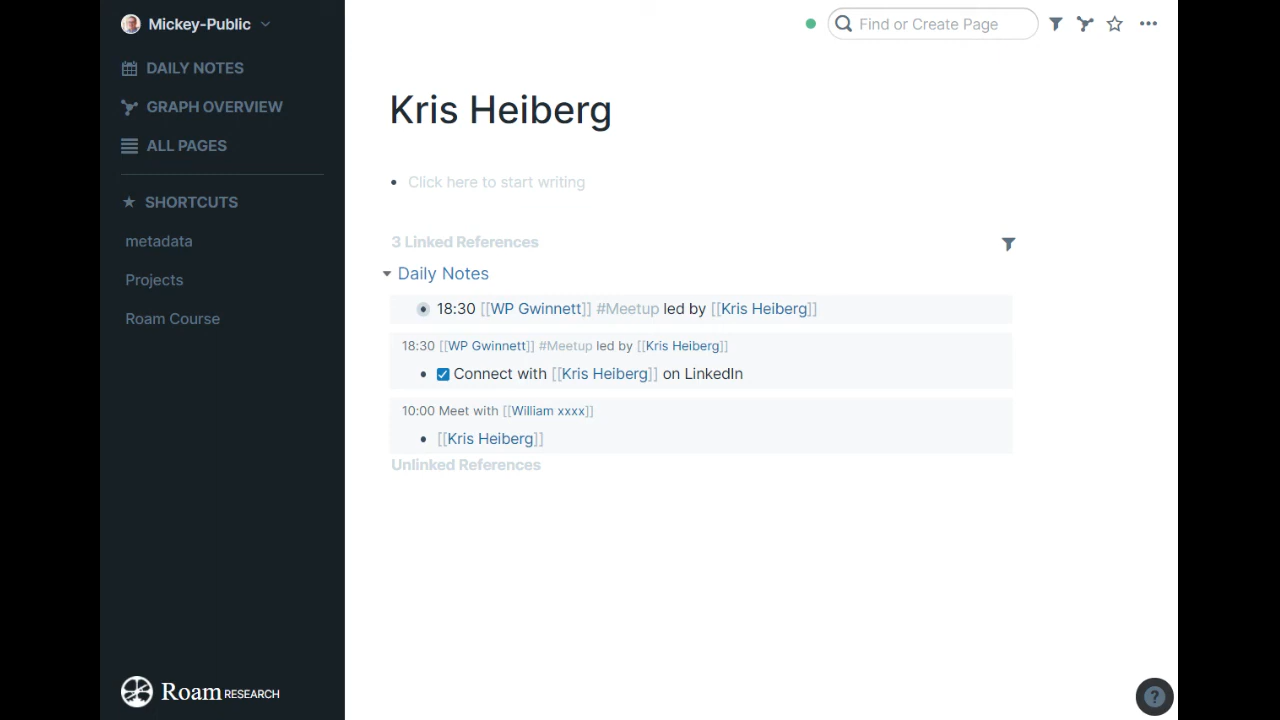 Mickey-Public
DAILY NOTES
GRAPH OVERVIEW
ALL PAGES
SHORTCUTS
metadata
Projects
Roam Course
Roam RESEARCH
Find or Create Page
Kris Heiberg
Click here to start writing
3 Linked References
Daily Notes
18:30 [[WP Gwinnett]] #Meetup led by [[Kris Heiberg]]
18:30 [[WP Gwinnett]] #Meetup led by [[Kris Heiberg]]
Connect with [[Kris Heiberg]] on LinkedIn
10:00 Meet with [[William xxxx]]
[[Kris Heiberg]]
Unlinked References
?